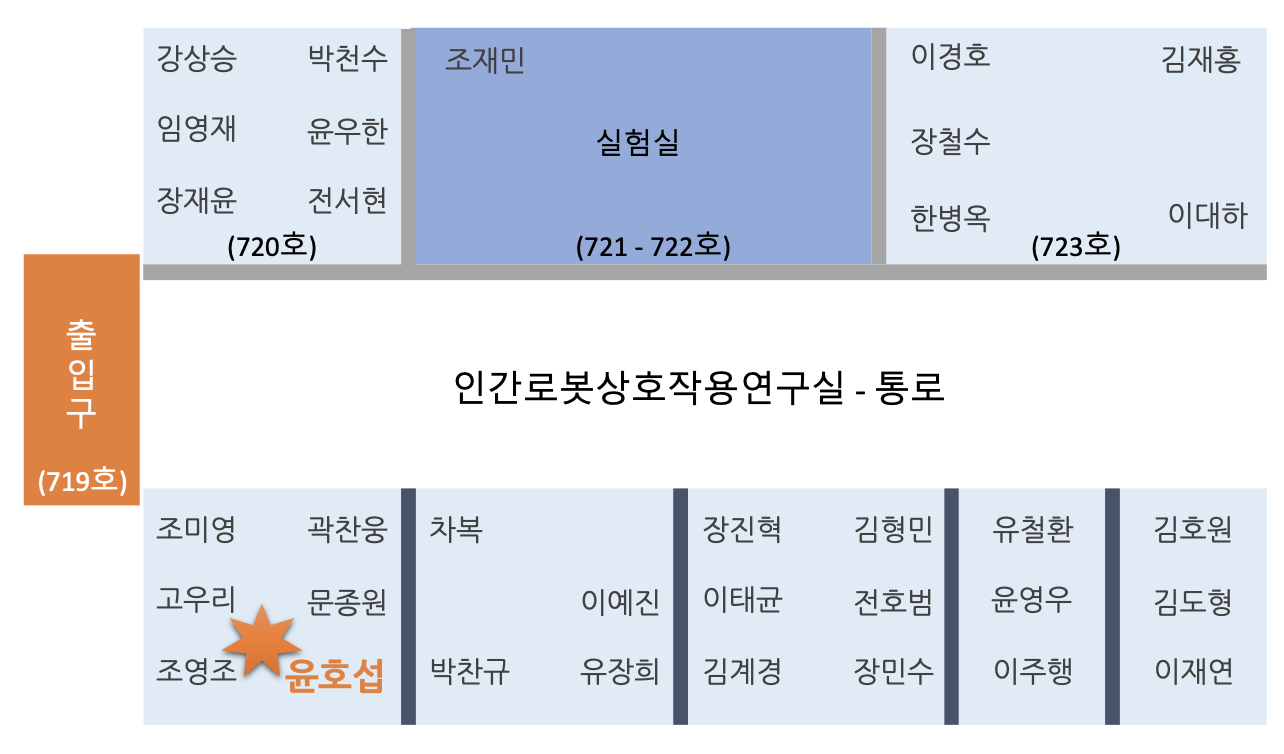 강상승 박천수
임영재 윤우한
장재윤 전서현
(720호)
조재민
실험실
(721 - 722호)
이경호 김재홍
장철수
한병옥 이대하
(723호)
출
입
구
(719호)
인간로봇상호작용연구실 - 통로
조미영 곽찬웅
고우리 문종원
조영조 윤호섭
차복
이예진
박찬규 유장희
장진혁 김형민
이태균 전호범
김계경 장민수
유철환
윤영우
이주행
김호원
김도형
이재연